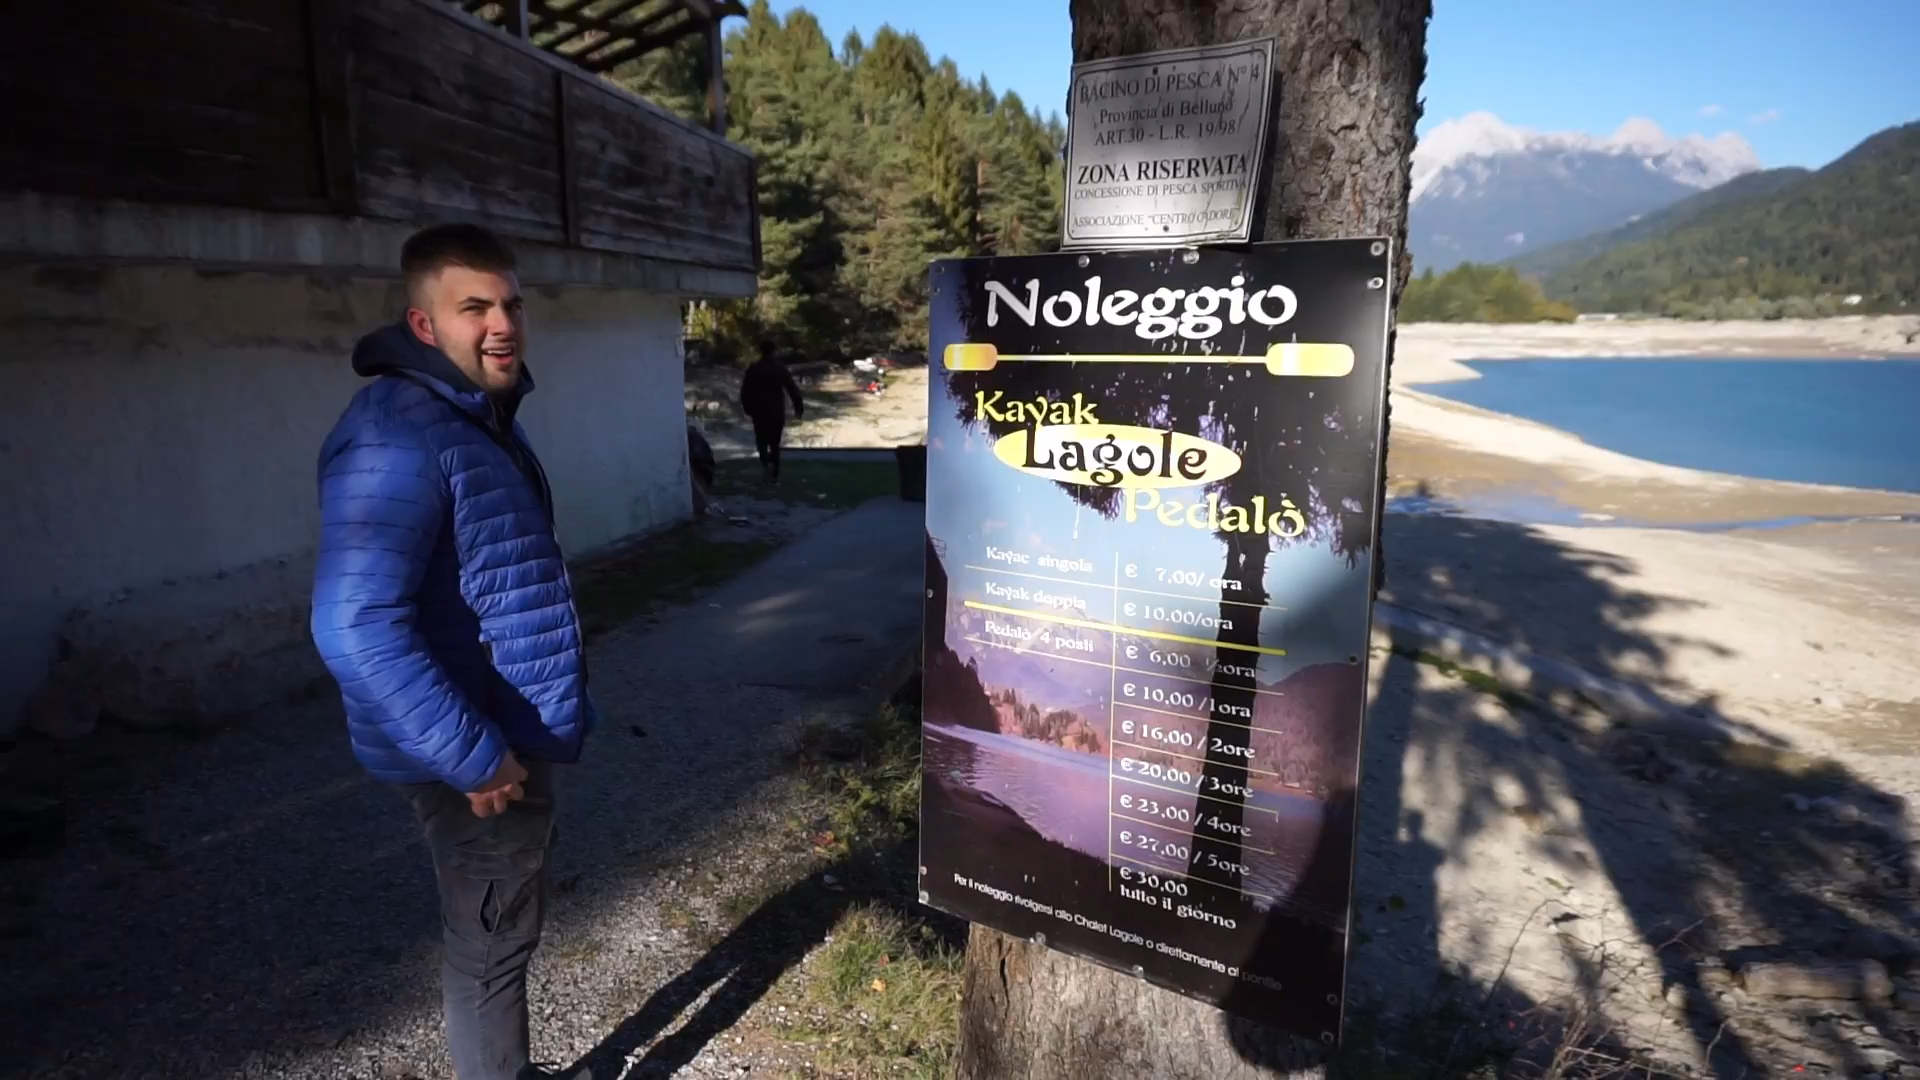 BACINO DI PESCA N° 4
Provincia di Belluno
ART.30 - L.R. 19/98
ZONA RISERVATA
CONCESSIONE DI PESCA SPORTIVA
ASSOCIAZIONE "CENTRO CADORE"
Noleggio
Kayak
Lagole
Pedalò
Kayac singola € 7,00/ ora
Kayak doppia € 10.00/ora
Pedalò 4 posti € 6,00 ½ora
€ 10,00 /1ora
€ 16,00 / 2ore
€ 20,00 / 3ore
€ 23,00 / 4ore
€ 27,00 / 5ore
€ 30,00
tutto il giorno
Per il noleggio rivolgersi allo Chalet Lagole o direttamente al pontile